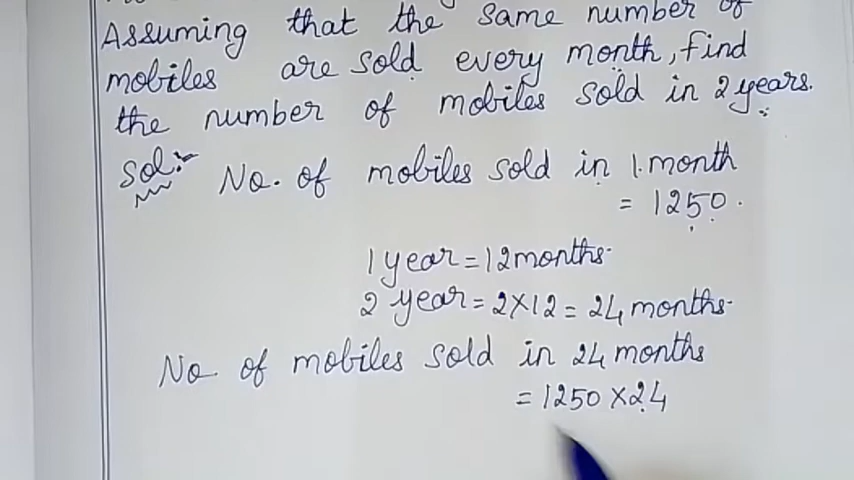 Assuming that the same number of
mobiles are sold every month, find
the number of mobiles sold in 2 years.
Sol:- No. of mobiles sold in 1 month
= 1250.
1 year = 12 months.
2 year = 2×12 = 24 months.
No. of mobiles sold in 24 months
= 1250 × 24